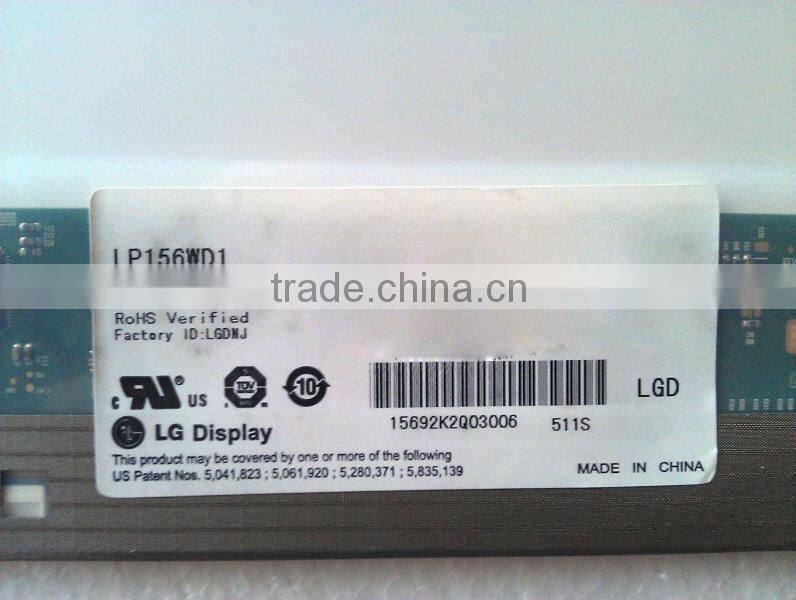 LP156WD1
trade.china.cn
RoHS Verified
Factory ID:LGDNJ
c RU ® US TÜV 10 LGD
15692K2Q03006 511S
LG Display
This product may be covered by one or more of the following
US Patent Nos. 5,041,823 ; 5,061,920 ; 5,280,371 ; 5,835,139
MADE IN CHINA